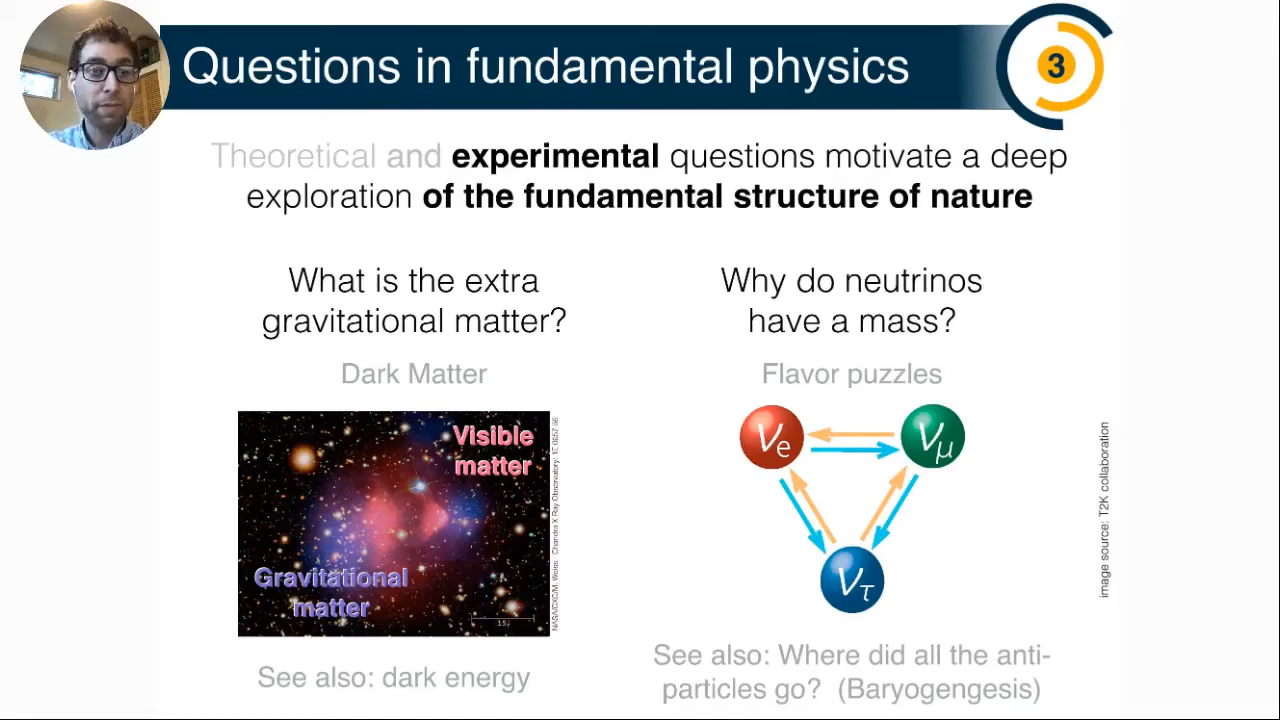 Questions in fundamental physics
3
Theoretical and experimental questions motivate a deep
exploration of the fundamental structure of nature
What is the extra
gravitational matter?
Dark Matter
Visible
matter
Gravitational
matter
See also: dark energy
Why do neutrinos
have a mass?
Flavor puzzles
νe
νμ
ντ
image source: T2K collaboration
See also: Where did all the anti-
particles go? (Baryogengesis)